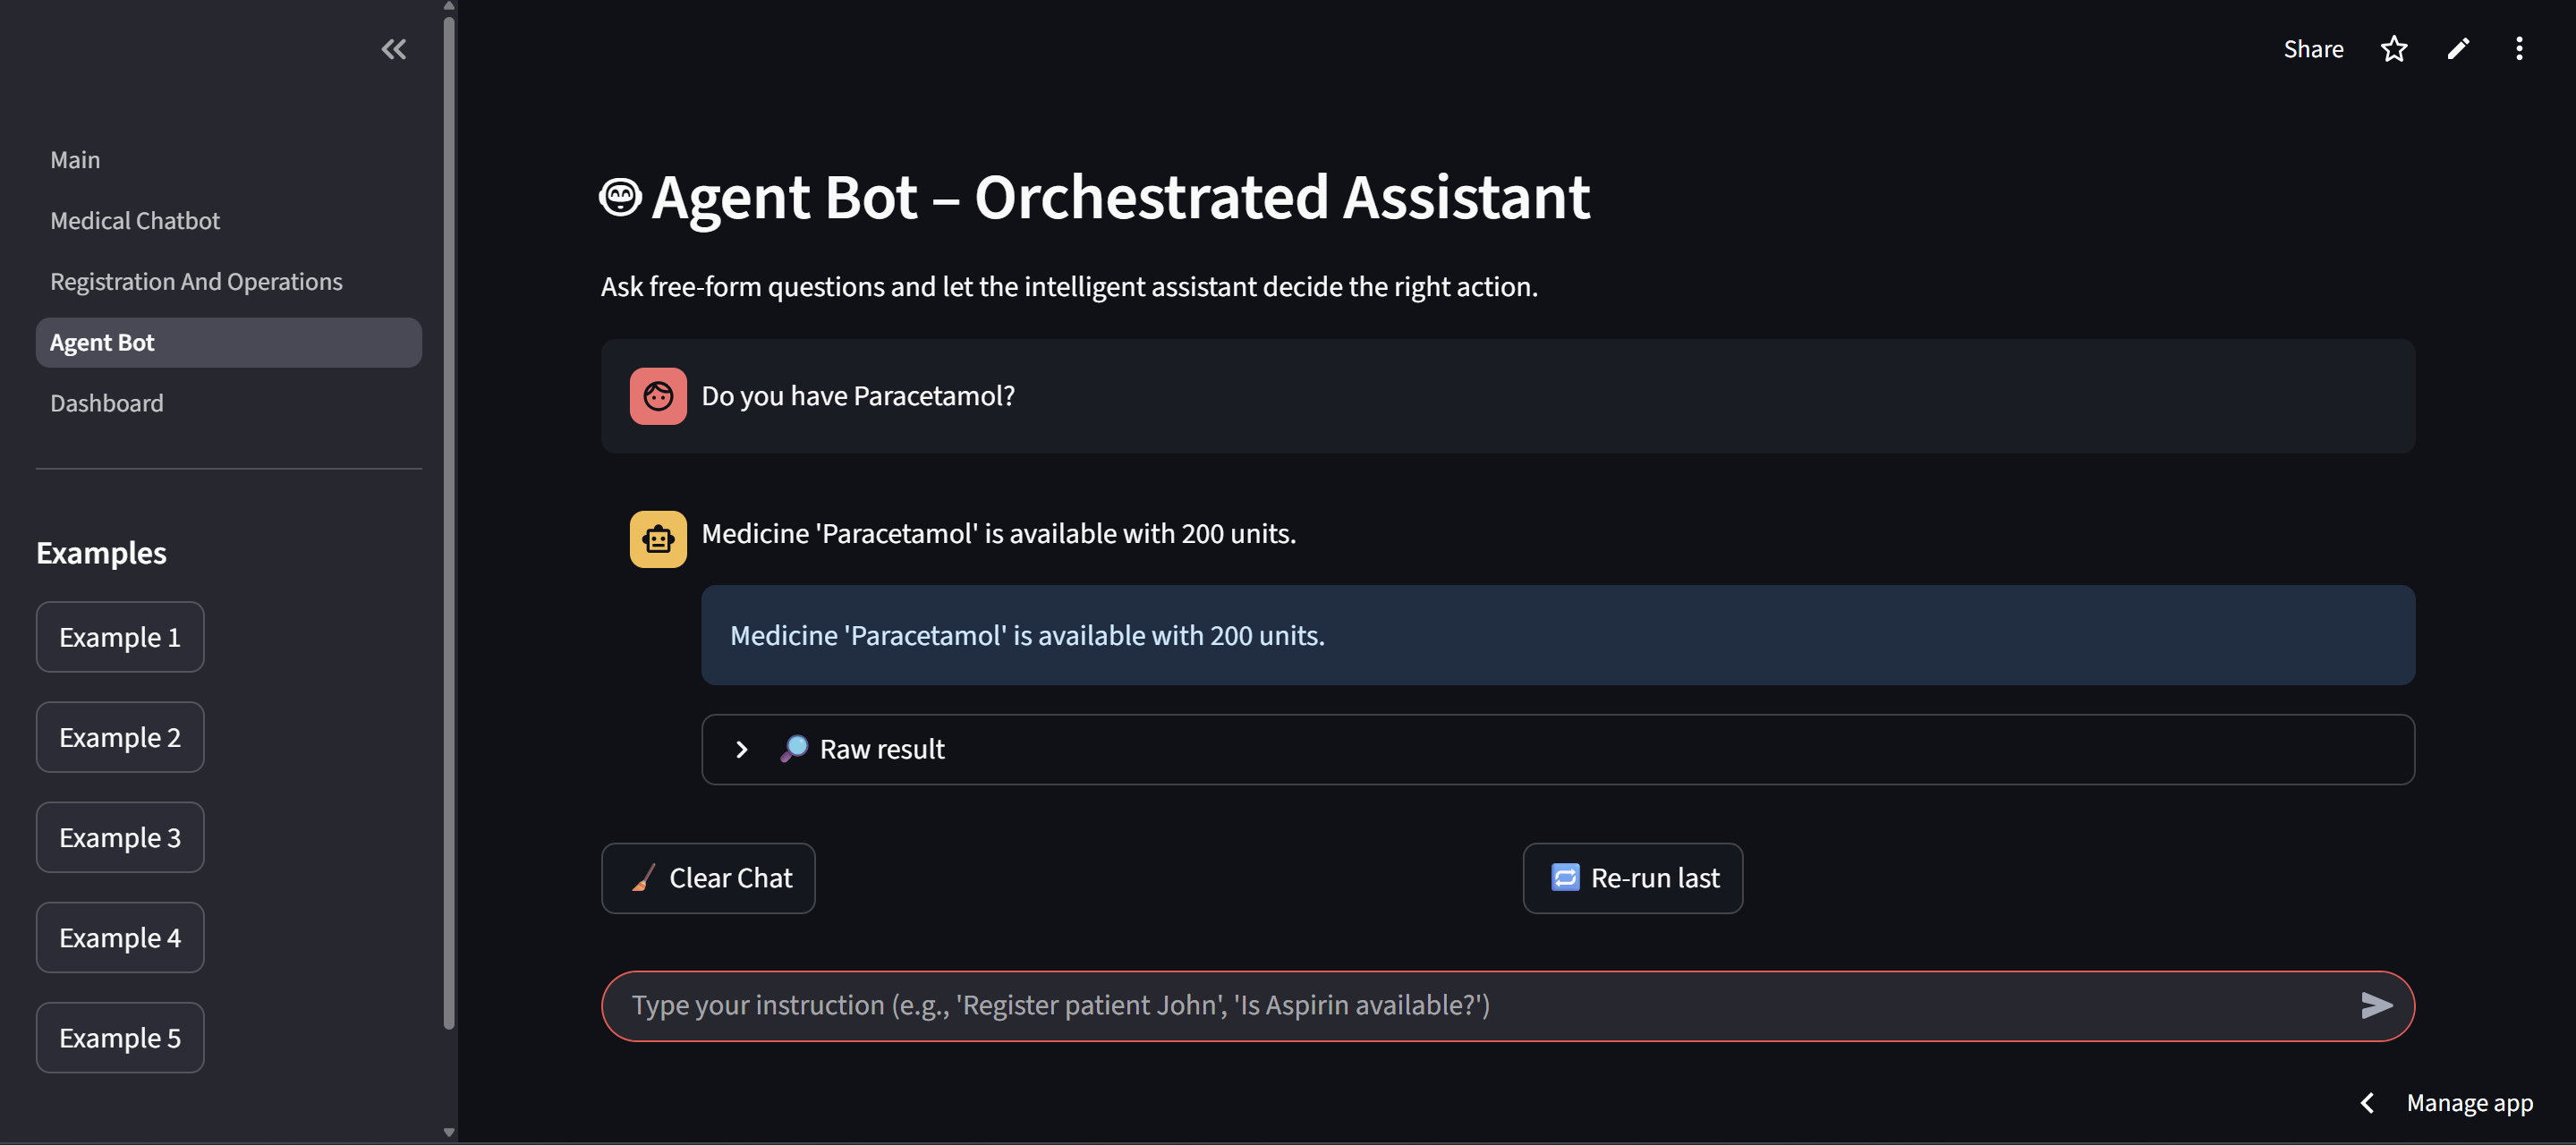 Share
Main
Medical Chatbot
Registration And Operations
Agent Bot
Dashboard
Examples
Example 1
Example 2
Example 3
Example 4
Example 5
Agent Bot – Orchestrated Assistant
Ask free-form questions and let the intelligent assistant decide the right action.
Do you have Paracetamol?
Medicine 'Paracetamol' is available with 200 units.
Medicine 'Paracetamol' is available with 200 units.
Raw result
Clear Chat
Re-run last
Type your instruction (e.g., 'Register patient John', 'Is Aspirin available?')
Manage app